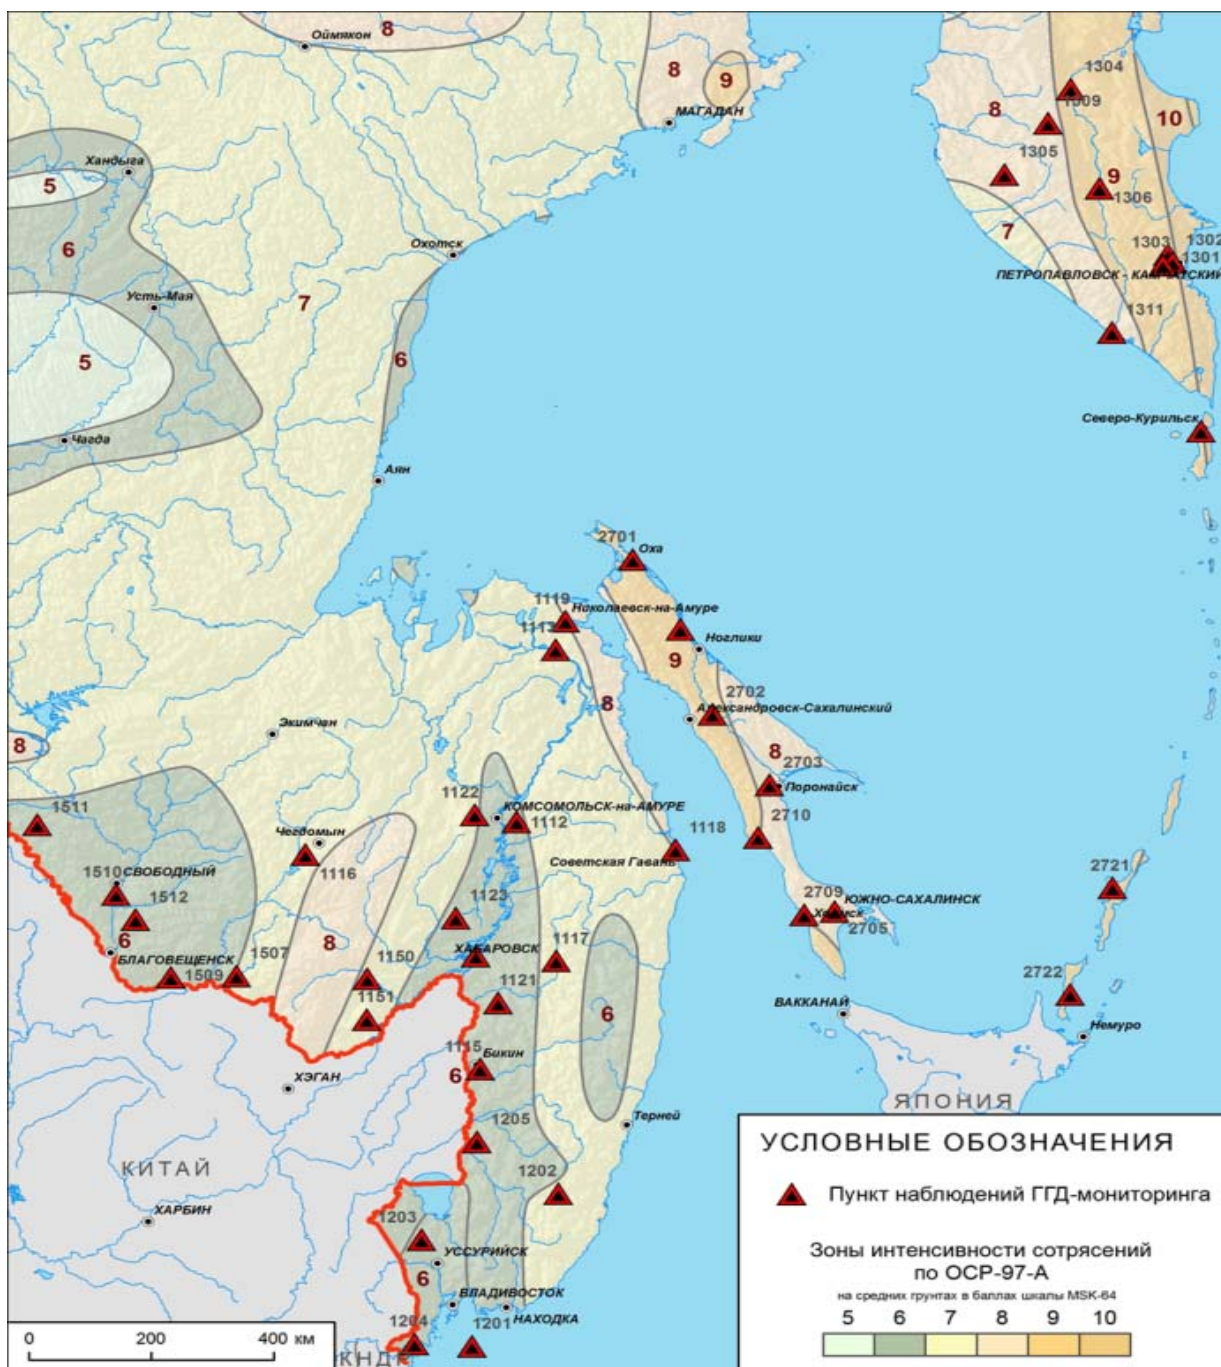 8
Оймякон
8
9
МАГАДАН
1304
1309
8
10
1305
9
1306
7
1303
1302
1301
ПЕТРОПАВЛОВСК - КАМЧАТСКИЙ
1311
Хандыга
5
6
Охотск
Усть-Мая
7
5
6
Чагда
Аян
Северо-Курильск
2701
Оха
1119
Николаевск-на-Амуре
1113
Ноглики
9
8
2702
Александровск-Сахалинский
Экимчан
8
8
2703
Поронайск
1511
1122
КОМСОМОЛЬСК-на-АМУРЕ
1112
2710
Чегдомын
1118
1116
Советская Гавань
1510
СВОБОДНЫЙ
1512
2721
1123
2709
ЮЖНО-САХАЛИНСК
Холмск
2705
6
8
ХАБАРОВСК
БЛАГОВЕЩЕНСК
1507
1117
1509
1150
2722
1151
1121
6
ВАККАНАЙ
Немуро
1115
Бикин
6
ХЭГАН
ЯПОНИЯ
1205
Терней
КИТАЙ
1202
ХАРБИН
1203
УССУРИЙСК
6
ВЛАДИВОСТОК
НАХОДКА
1201
1204
КНДР
0
200
400 км
УСЛОВНЫЕ ОБОЗНАЧЕНИЯ
Пункт наблюдений ГГД-мониторинга
Зоны интенсивности сотрясений
по ОСР-97-А
на средних грунтах в баллах шкалы MSK-64
5 6 7 8 9 10